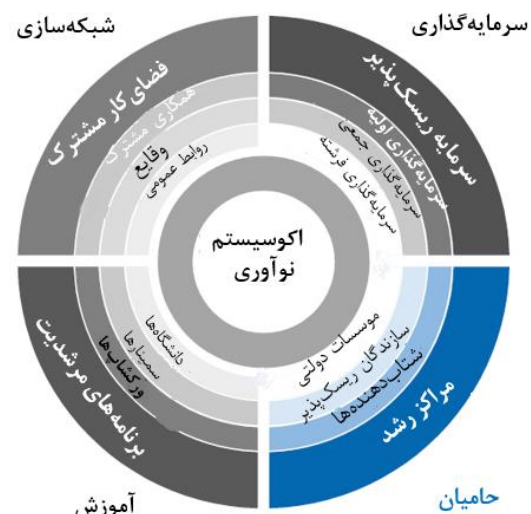 سرمایه‌گذاری
سرمایه ریسک پذیر
سرمایه‌گذاری اولیه
سرمایه‌گذاری جمعی
سرمایه‌گذاری فرشته
شبکه‌سازی
فضای کار مشترک
همکاری مشترک
وقایع
روابط عمومی
اکوسیستم
نوآوری
موسسات دولتی
سازندگان ریسک‌پذیر
شتاب‌دهنده‌ها
مراکز رشد
حامیان
دانشگاه‌ها
سمینارها
ورکشاپ‌ها
برنامه‌های مرشدیت
آموزش